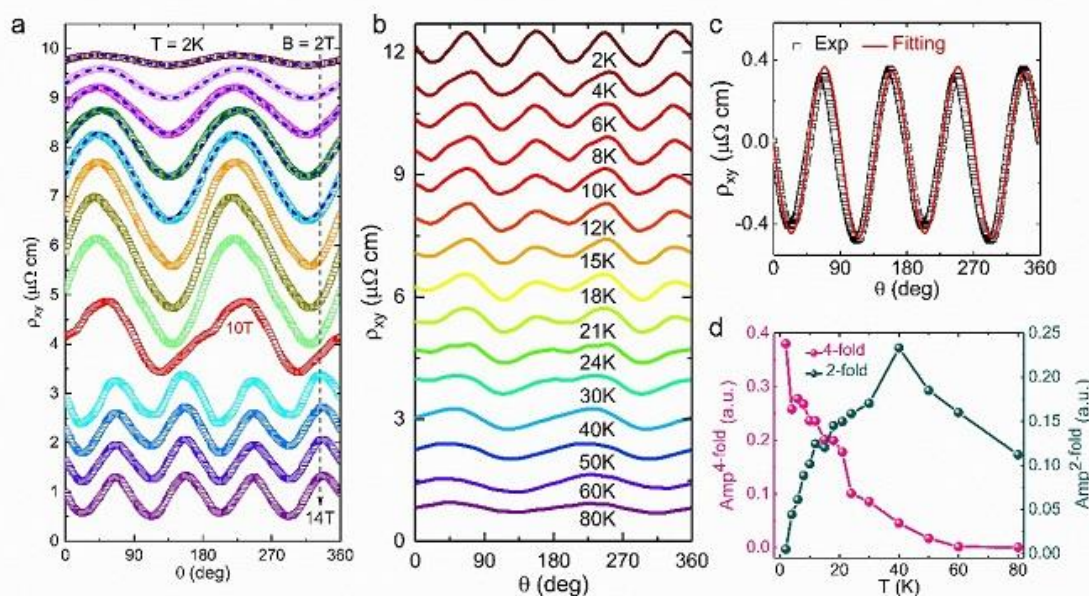 a
T = 2K
B = 2T
10
9
8
7
6
5
4
3
2
1
0
ρxy (μΩ cm)
10T
14T
0 90 180 270 360
θ (deg)
b
12
9
6
3
0
ρxy (μΩ cm)
2K
4K
6K
8K
10K
12K
15K
18K
21K
24K
30K
40K
50K
60K
80K
0 90 180 270 360
θ (deg)
c
Exp Fitting
0.4
0.0
-0.4
ρxy (μΩ cm)
0 90 180 270 360
θ (deg)
d
4-fold
2-fold
0.4
0.3
0.2
0.1
0.0
Amp4-fold (a.u.)
0.25
0.20
0.15
0.10
0.05
0.00
Amp2-fold (a.u.)
0 20 40 60 80
T (K)